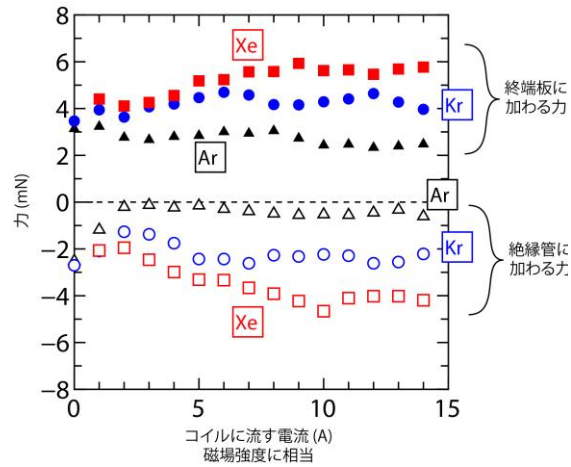 8
6
4
2
0
−2
−4
−6
−8
力 (mN)
0
5
10
15
コイルに流す電流 (A)
磁場強度に相当
Xe
Kr
Ar
Ar
Kr
Xe
終端板に
加わる力
絶縁管に
加わる力